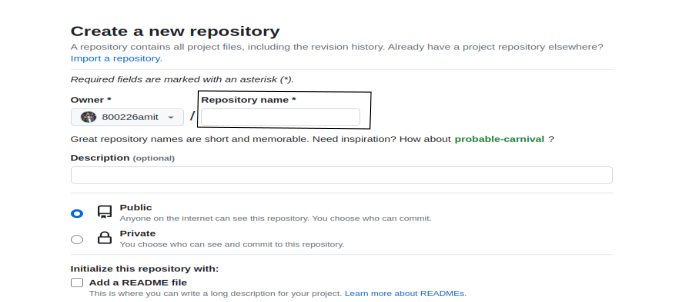 Create a new repository
A repository contains all project files, including the revision history. Already have a project repository elsewhere?
Import a repository.
Required fields are marked with an asterisk (*).
Owner * Repository name *
800226amit /
Great repository names are short and memorable. Need inspiration? How about probable-carnival ?
Description (optional)
Public
Anyone on the internet can see this repository. You choose who can commit.
Private
You choose who can see and commit to this repository.
Initialize this repository with:
Add a README file
This is where you can write a long description for your project. Learn more about READMEs.